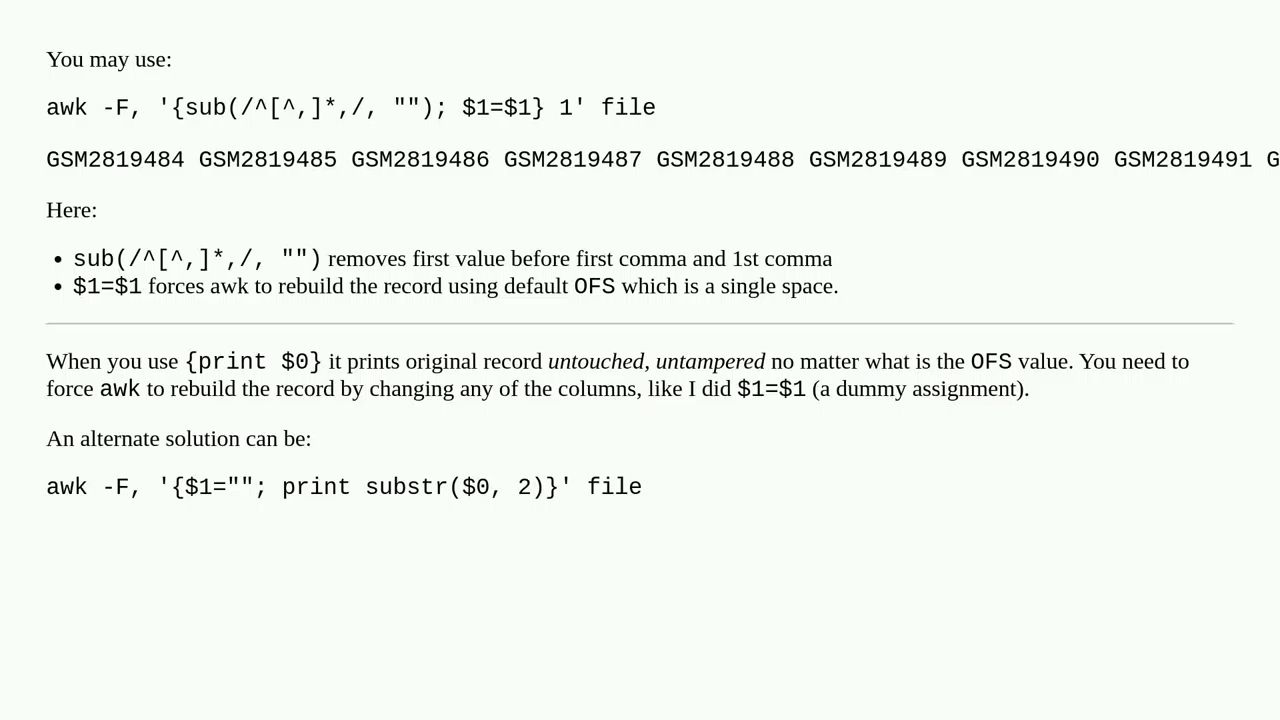 You may use:
awk -F, '{sub(/^[^,]*,/, ""); $1=$1} 1' file
GSM2819484 GSM2819485 GSM2819486 GSM2819487 GSM2819488 GSM2819489 GSM2819490 GSM2819491 G
Here:
• sub(/^[^,]*,/, "") removes first value before first comma and 1st comma
• $1=$1 forces awk to rebuild the record using default OFS which is a single space.
When you use {print $0} it prints original record untouched, untampered no matter what is the OFS value. You need to
force awk to rebuild the record by changing any of the columns, like I did $1=$1 (a dummy assignment).
An alternate solution can be:
awk -F, '{$1=""; print substr($0, 2)}' file